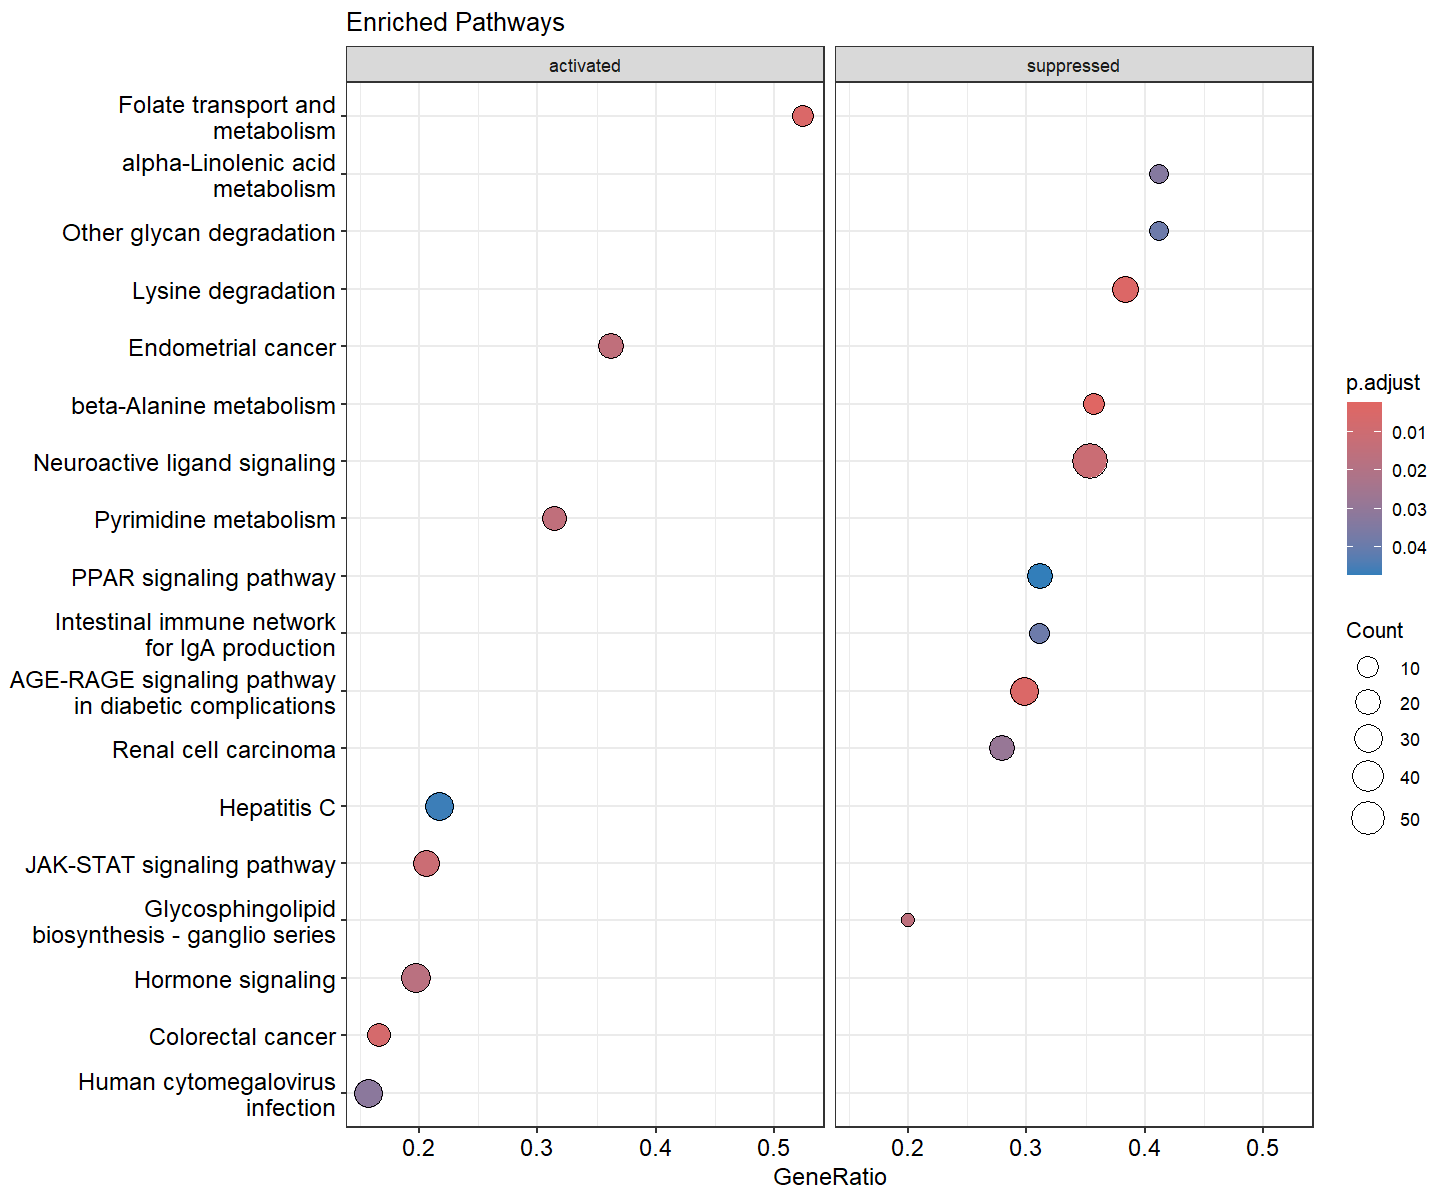 Enriched Pathways
activated
suppressed
Folate transport and
metabolism
alpha-Linolenic acid
metabolism
Other glycan degradation
Lysine degradation
Endometrial cancer
beta-Alanine metabolism
Neuroactive ligand signaling
Pyrimidine metabolism
PPAR signaling pathway
Intestinal immune network
for IgA production
AGE-RAGE signaling pathway
in diabetic complications
Renal cell carcinoma
Hepatitis C
JAK-STAT signaling pathway
Glycosphingolipid
biosynthesis - ganglio series
Hormone signaling
Colorectal cancer
Human cytomegalovirus
infection
0.2 0.3 0.4 0.5
0.2 0.3 0.4 0.5
GeneRatio
p.adjust
0.01
0.02
0.03
0.04
Count
10
20
30
40
50